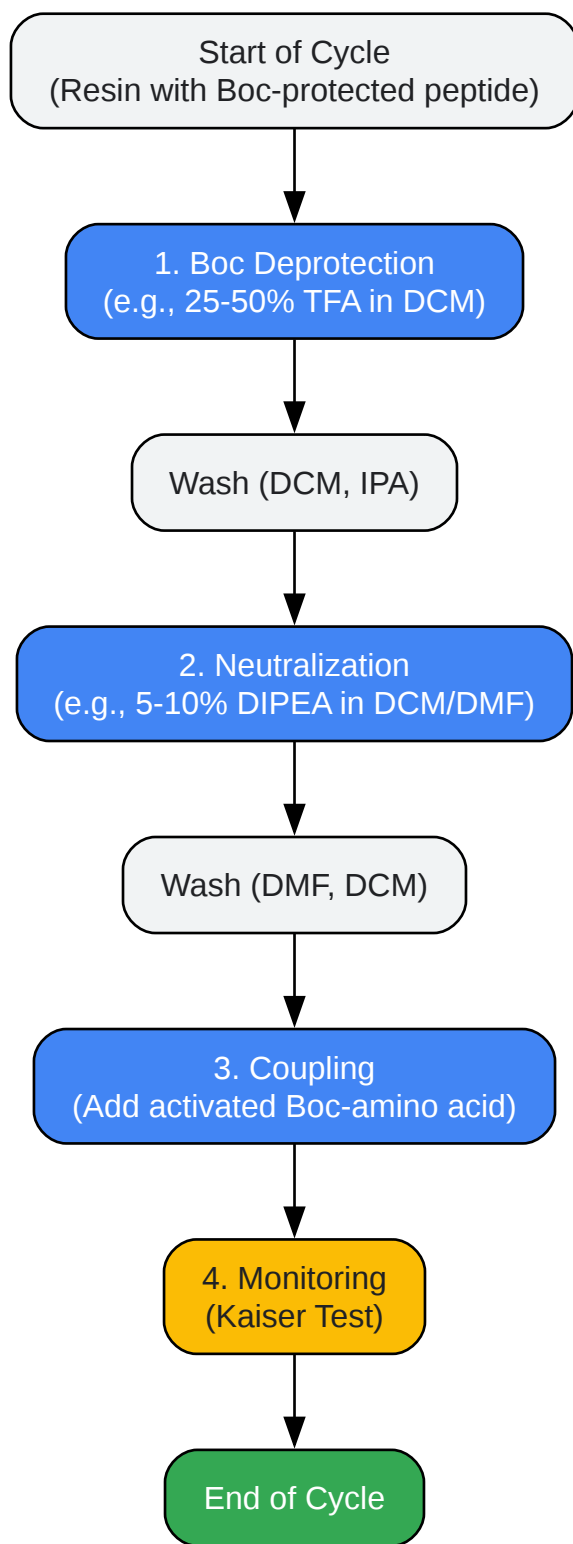 Start of Cycle
(Resin with Boc-protected peptide)
1. Boc Deprotection
(e.g., 25-50% TFA in DCM)
Wash (DCM, IPA)
2. Neutralization
(e.g., 5-10% DIPEA in DCM/DMF)
Wash (DMF, DCM)
3. Coupling
(Add activated Boc-amino acid)
4. Monitoring
(Kaiser Test)
End of Cycle